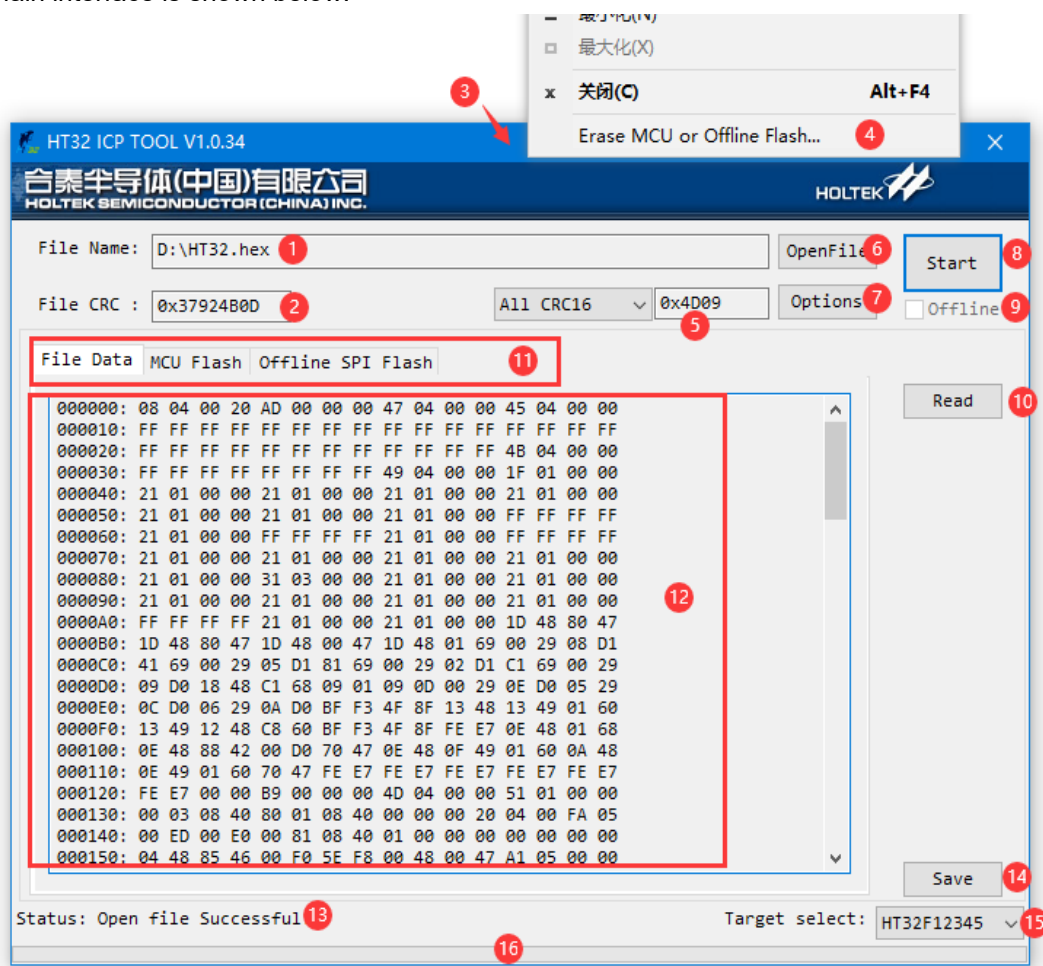 main interface is shown below:
最小化(N)
最大化(X)
3
x 关闭(C) Alt+F4
Erase MCU or Offline Flash... 4
HT32 ICP TOOL V1.0.34
合泰半导体(中国)有限公司
HOLTEK SEMICONDUCTOR (CHINA) INC.
HOLTEK
File Name: D:\HT32.hex 1 OpenFile 6 Start 8
File CRC : 0x37924B0D 2 All CRC16 0x4D09 5 Options 7 Offline 9
File Data MCU Flash Offline SPI Flash 11
Read 10
000000: 08 04 00 20 AD 00 00 00 47 04 00 00 45 04 00 00
000010: FF FF FF FF FF FF FF FF FF FF FF FF FF FF FF FF
000020: FF FF FF FF FF FF FF FF FF FF FF FF 4B 04 00 00
000030: FF FF FF FF FF FF FF FF 49 04 00 00 1F 01 00 00
000040: 21 01 00 00 21 01 00 00 21 01 00 00 21 01 00 00
000050: 21 01 00 00 21 01 00 00 21 01 00 00 FF FF FF FF
000060: 21 01 00 00 FF FF FF FF 21 01 00 00 FF FF FF FF
000070: 21 01 00 00 21 01 00 00 21 01 00 00 21 01 00 00
000080: 21 01 00 00 31 03 00 00 21 01 00 00 21 01 00 00
000090: 21 01 00 00 21 01 00 00 21 01 00 00 21 01 00 00
12
0000A0: FF FF FF FF 21 01 00 00 21 01 00 00 1D 48 80 47
0000B0: 1D 48 80 47 1D 48 00 47 1D 48 01 69 00 29 08 D1
0000C0: 41 69 00 29 05 D1 81 69 00 29 02 D1 C1 69 00 29
0000D0: 09 D0 18 48 C1 68 09 01 09 0D 00 29 0E D0 05 29
0000E0: 0C D0 06 29 0A D0 BF F3 4F 8F 13 48 13 49 01 60
0000F0: 13 49 12 48 C8 60 BF F3 4F 8F FE E7 0E 48 01 68
000100: 0E 48 88 42 00 D0 70 47 0E 48 0F 49 01 60 0A 48
000110: 0E 49 01 60 70 47 FE E7 FE E7 FE E7 FE E7 FE E7
000120: FE E7 00 00 B9 00 00 00 4D 04 00 00 51 01 00 00
000130: 00 03 08 40 80 01 08 40 00 00 00 20 04 00 FA 05
000140: 00 ED 00 E0 00 81 08 40 01 00 00 00 00 00 00 00
000150: 04 48 85 46 00 F0 5E F8 00 48 00 47 A1 05 00 00
Save 14
Status: Open file Successful 13 Target select: HT32F12345 15
16